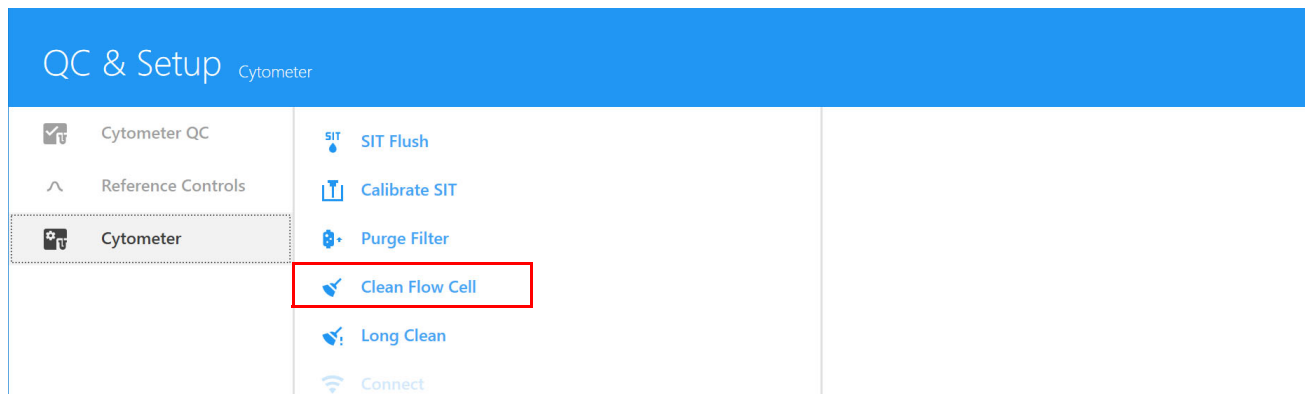 QC & Setup Cytometer
Cytometer QC
Reference Controls
Cytometer
SIT
SIT Flush
Calibrate SIT
Purge Filter
Clean Flow Cell
Long Clean
Connect